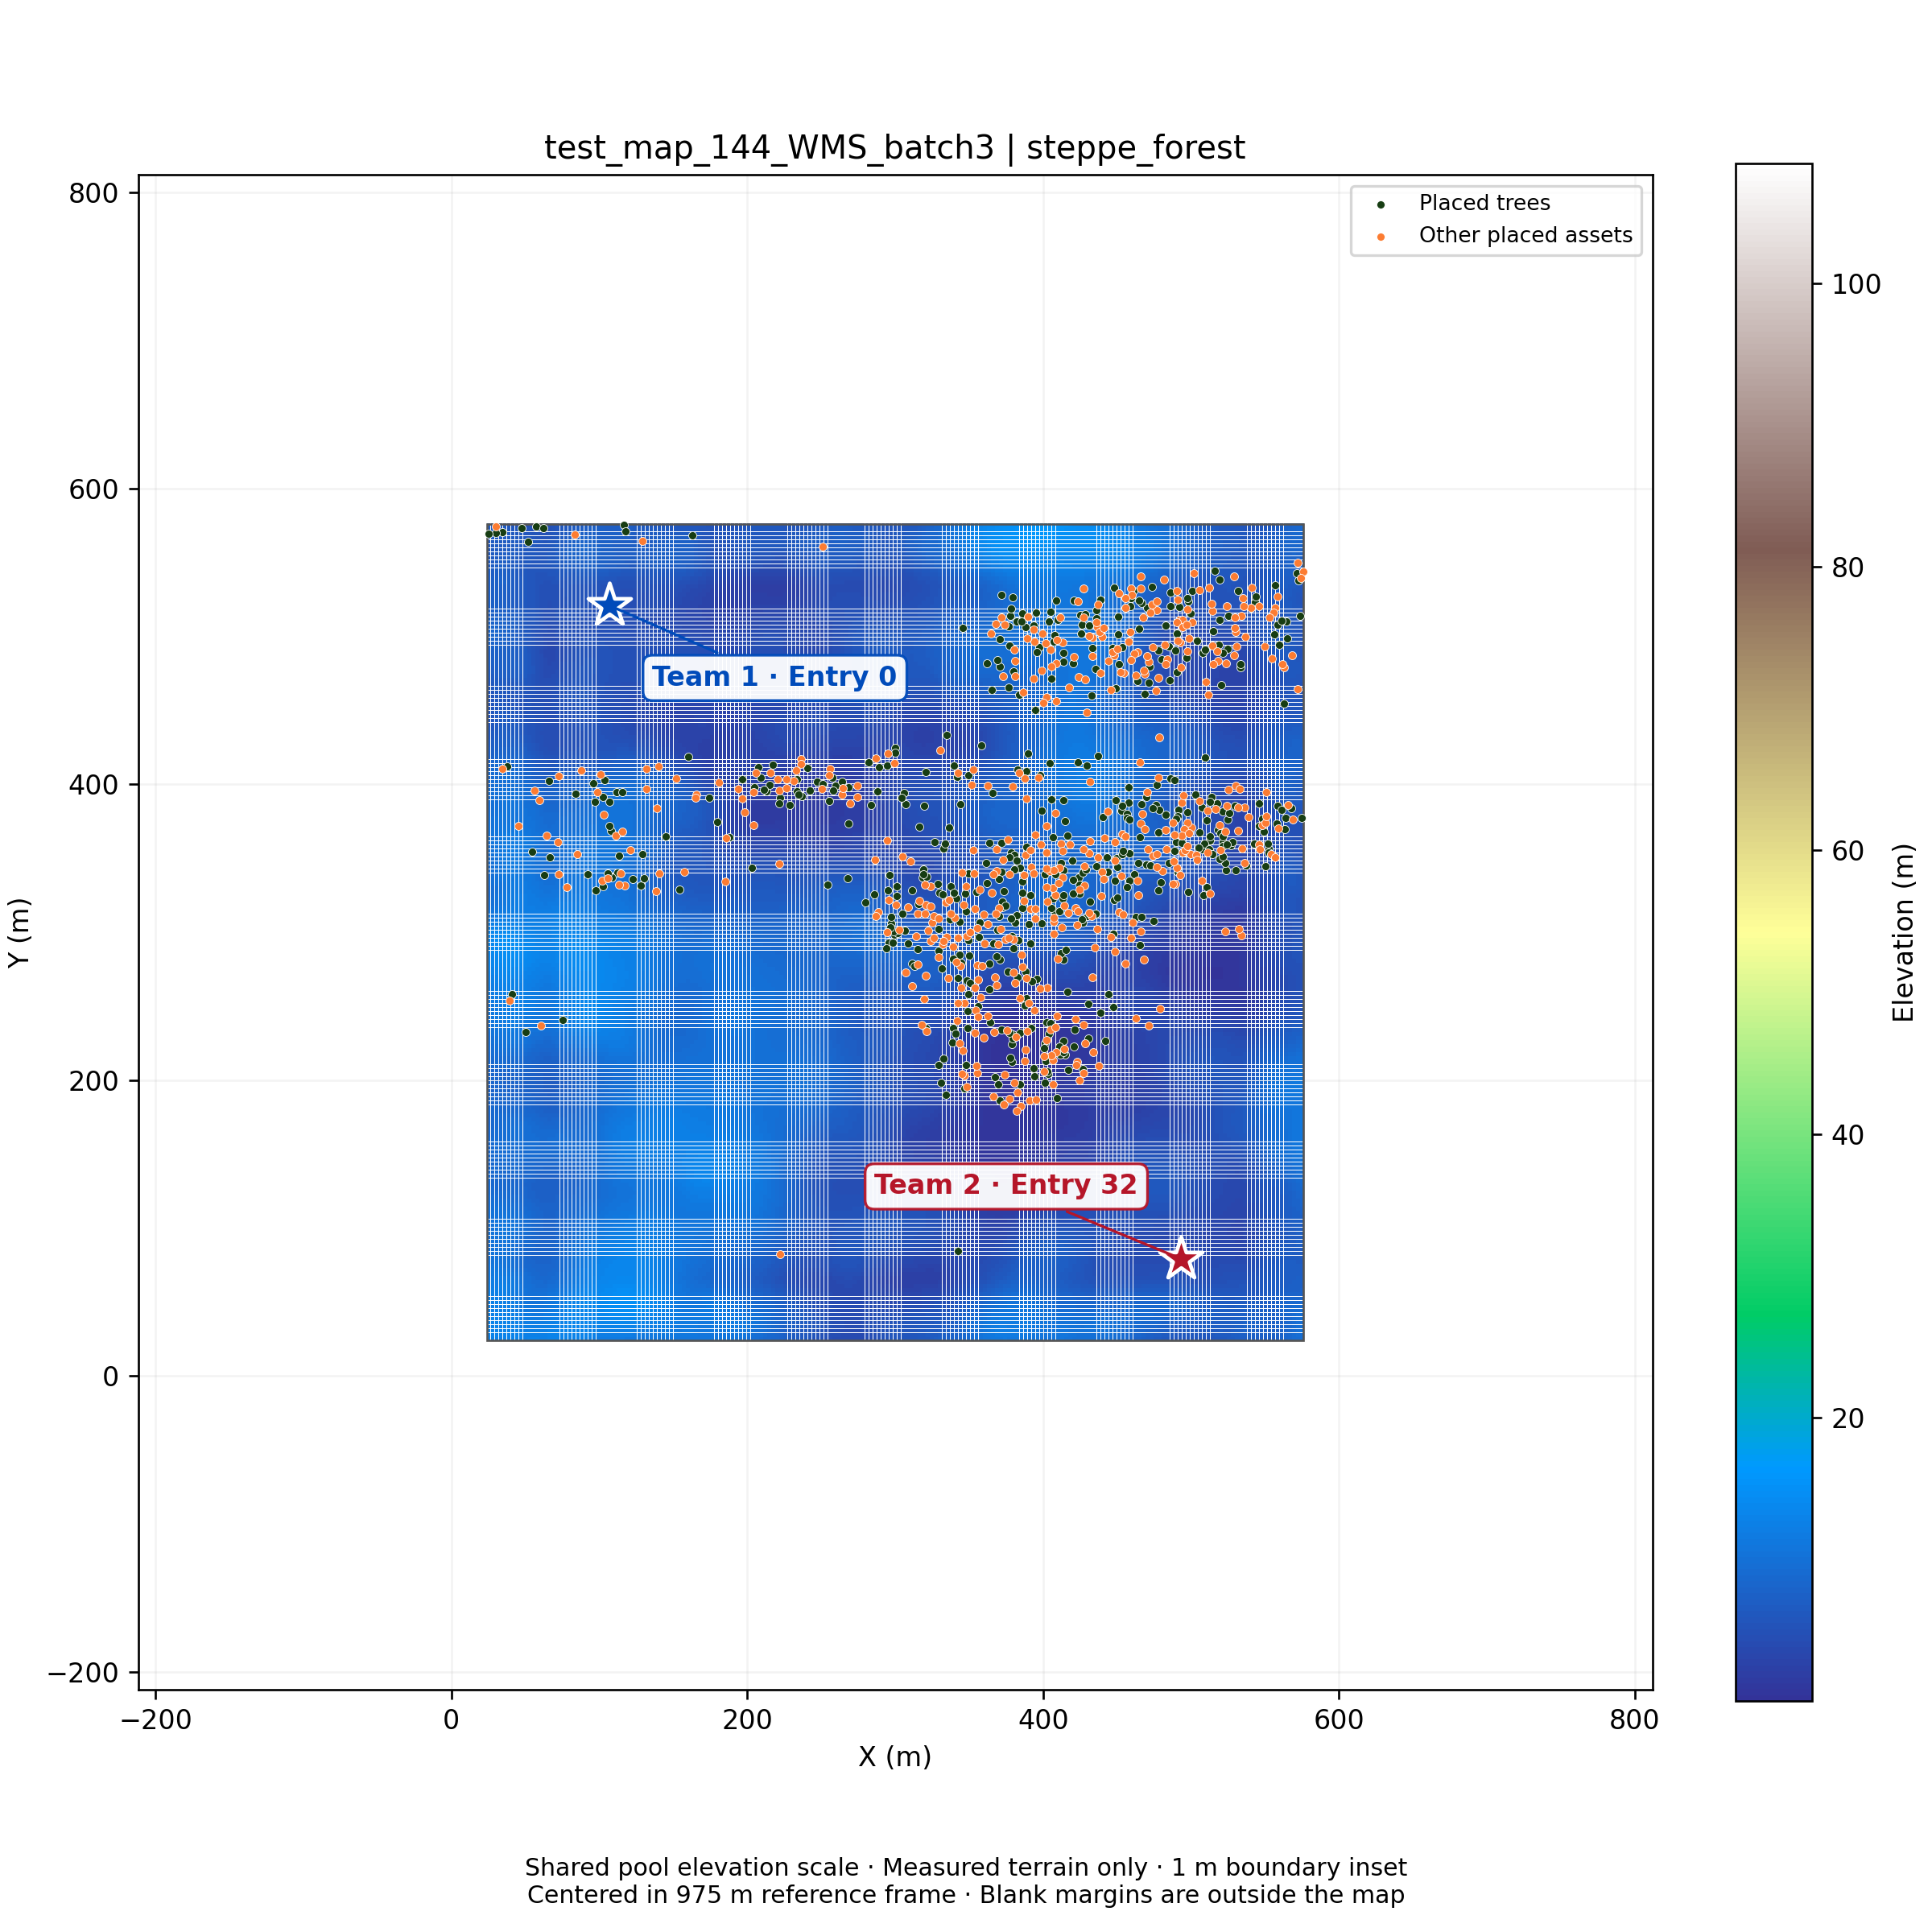 test_map_144_WMS_batch3 | steppe_forest
Placed trees
Other placed assets
Team 1 · Entry 0
Team 2 · Entry 32
800
600
400
200
0
−200
−200
0
200
400
600
800
X (m)
Y (m)
100
80
60
40
20
Elevation (m)
Shared pool elevation scale · Measured terrain only · 1 m boundary inset
Centered in 975 m reference frame · Blank margins are outside the map